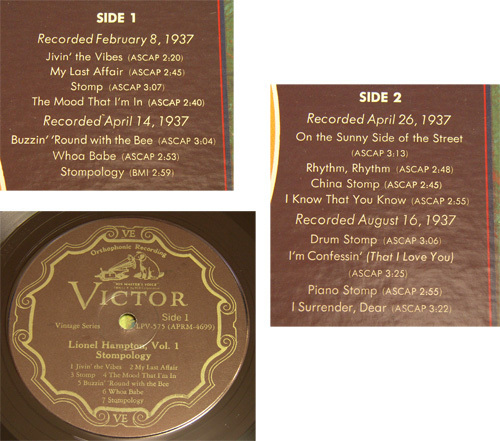 SIDE 1
Recorded February 8, 1937
Jivin' the Vibes (ASCAP 2:20)
My Last Affair (ASCAP 2:45)
Stomp (ASCAP 3:07)
The Mood That I'm In (ASCAP 2:40)
Recorded April 14, 1937
Buzzin' 'Round with the Bee (ASCAP 3:04)
Whoa Babe (ASCAP 2:53)
Stompology (BMI 2:59)
SIDE 2
Recorded April 26, 1937
On the Sunny Side of the Street
(ASCAP 3:13)
Rhythm, Rhythm (ASCAP 2:48)
China Stomp (ASCAP 2:45)
I Know That You Know (ASCAP 2:55)
Recorded August 16, 1937
Drum Stomp (ASCAP 3:06)
I'm Confessin' (That I Love You)
(ASCAP 3:25)
Piano Stomp (ASCAP 2:55)
I Surrender, Dear (ASCAP 3:22)
VE
Orthophonic Recording
"HIS MASTER'S VOICE"
VICTOR
Side 1
Vintage Series LPV-575 (AFRM-4699)
Lionel Hampton, Vol. 1
Stompology
1 Jivin' the Vibes 2 My Last Affair
3 Stomp 4 The Mood That I'm In
5 Buzzin' 'Round with the Bee
6 Whoa Babe
7 Stompology
VE VE